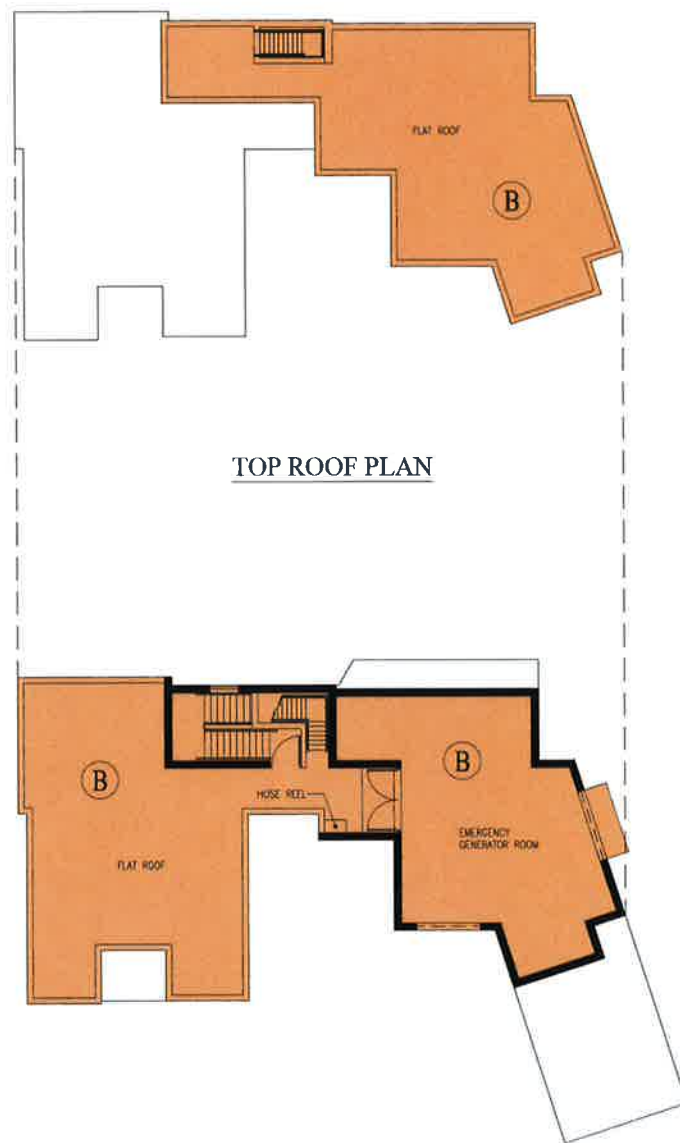 FLAT ROOF
B
TOP ROOF PLAN
B
B
HOSE REEL
EMERGENCY
GENERATOR ROOM
FLAT ROOF